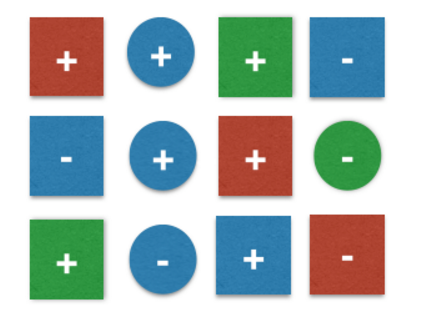 + + + -
- + + -
+ - + -